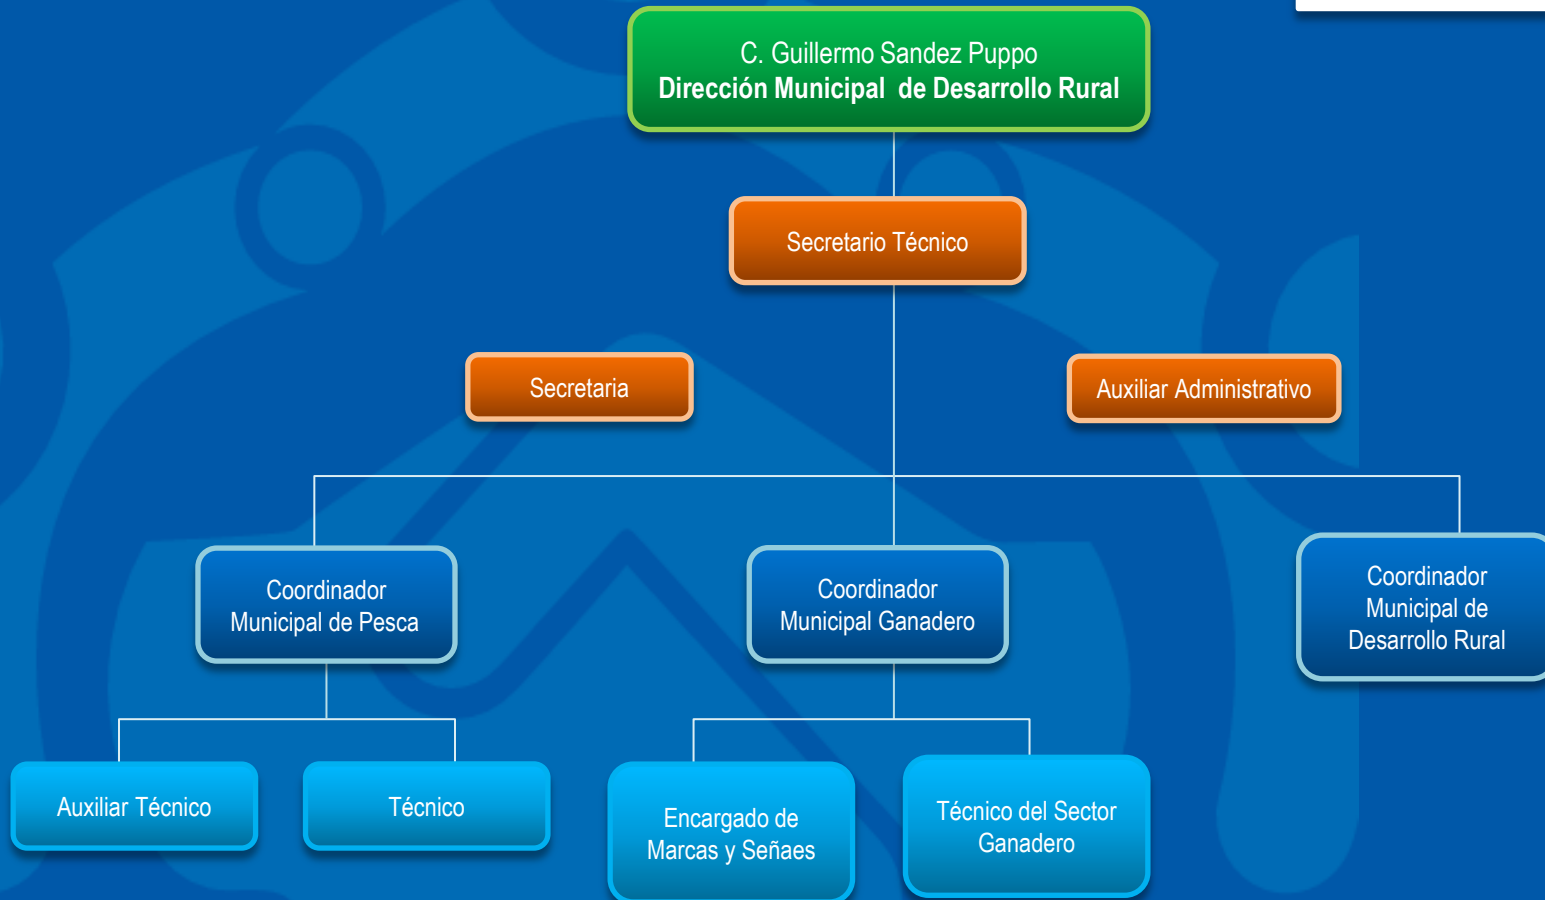 C. Guillermo Sandez Puppo
Dirección Municipal de Desarrollo Rural
Secretario Técnico
Secretaria
Auxiliar Administrativo
Coordinador
Municipal de Pesca
Coordinador
Municipal Ganadero
Coordinador
Municipal de
Desarrollo Rural
Auxiliar Técnico
Técnico
Encargado de
Marcas y Señaes
Técnico del Sector
Ganadero